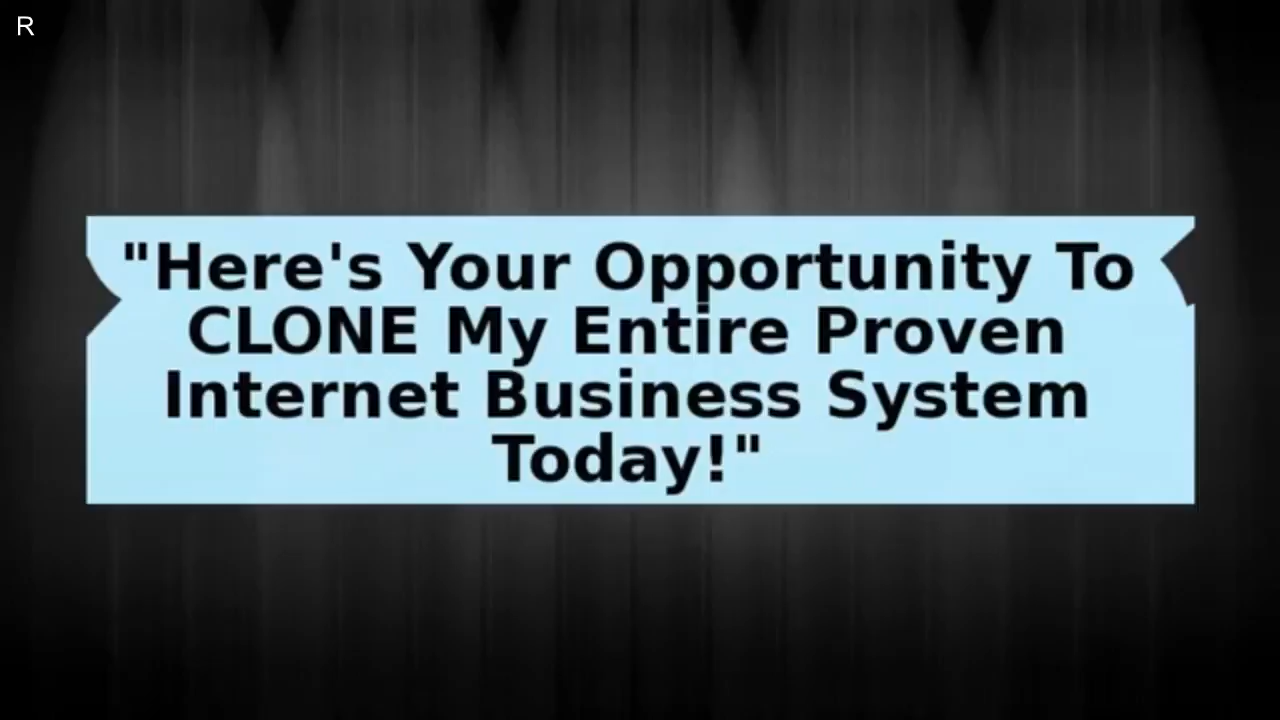 R
"Here's Your Opportunity To
CLONE My Entire Proven
Internet Business System
Today!"